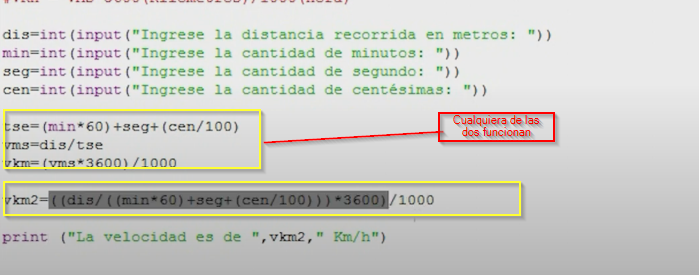 dis=int(input("Ingrese la distancia recorrida en metros: "))
min=int(input("Ingrese la cantidad de minutos: "))
seg=int(input("Ingrese la cantidad de segundo: "))
cen=int(input("Ingrese la cantidad de centésimas: "))
tse=(min*60)+seg+(cen/100)
vms=dis/tse
vkm=(vms*3600)/1000
Cualquiera de las
dos funcionan
vkm2=((dis/((min*60)+seg+(cen/100)))*3600)/1000
print ("La velocidad es de ",vkm2," Km/h")